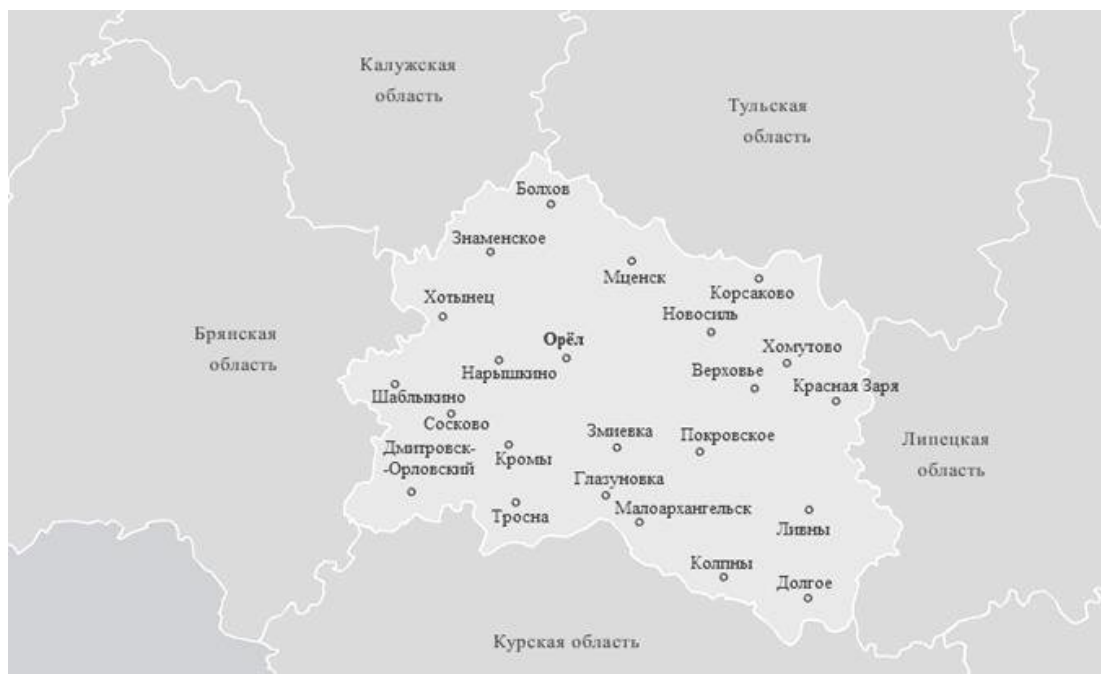 Калужская
область
Тульская
область
Болхов
Знаменское
Мценск
Корсаково
Хотынец
Новосиль
Брянская
область
Орёл
Хомутово
Нарышкино
Верховье
Красная Заря
Шаблыкино
Сосково
Змиевка
Покровское
Липецкая
область
Дмитровск-
-Орловский
Кромы
Глазуновка
Тросна
Малоархангельск
Ливны
Колпны
Долгое
Курская область